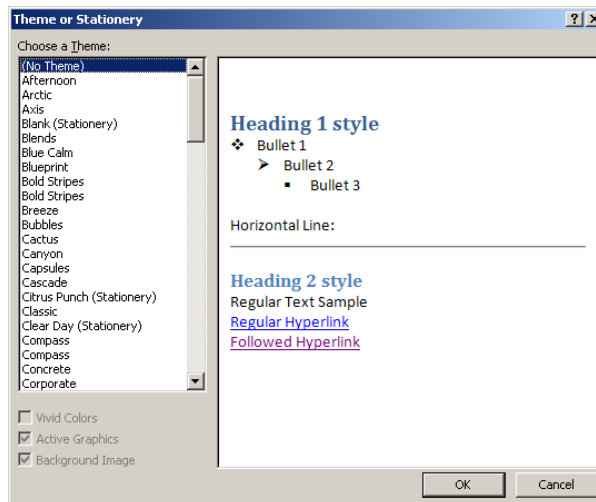 Theme or Stationery
Choose a Theme:
(No Theme)
Afternoon
Arctic
Axis
Blank (Stationery)
Blends
Blue Calm
Blueprint
Bold Stripes
Bold Stripes
Breeze
Bubbles
Cactus
Canyon
Capsules
Cascade
Citrus Punch (Stationery)
Classic
Clear Day (Stationery)
Compass
Compass
Concrete
Corporate
Vivid Colors
Active Graphics
Background Image
Heading 1 style
Bullet 1
Bullet 2
Bullet 3
Horizontal Line:
Heading 2 style
Regular Text Sample
Regular Hyperlink
Followed Hyperlink
OK Cancel